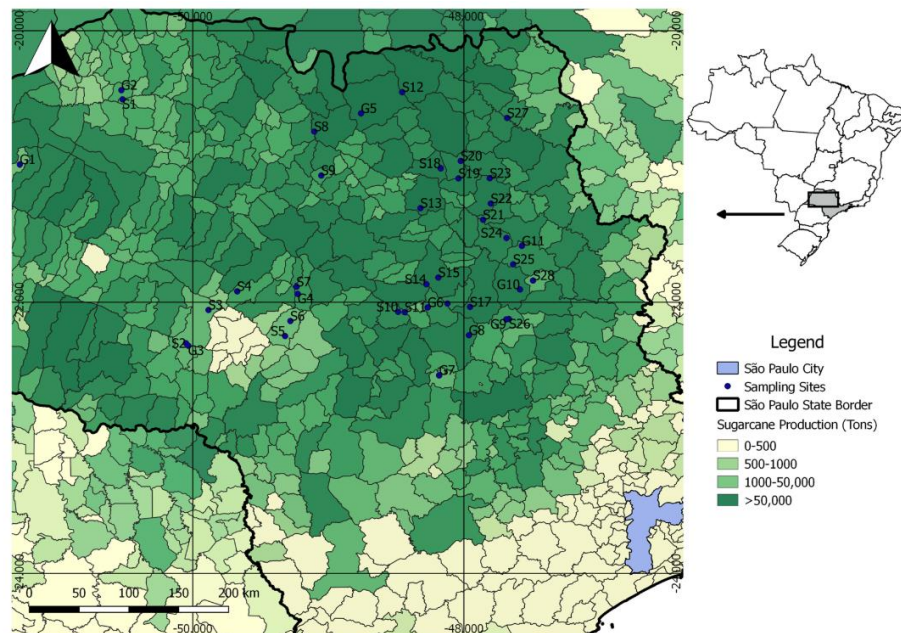 -50,000
-48,000
-20,000
-20,000
G2
S1
S12
G5
S27
S8
G1
S20
S18
S9
S19
S23
S13
S22
S21
S24
G11
S25
S15
S14
S28
S7
S4
G4
G10
S3
S10
S11
G6
S17
S6
G9
S26
S5
G8
S2
G3
G7
-22,000
-24,000
-24,000
0
50
100
150
200 km
-50,000
-48,000
Legend
São Paulo City
Sampling Sites
São Paulo State Border
Sugarcane Production (Tons)
0-500
500-1000
1000-50,000
>50,000